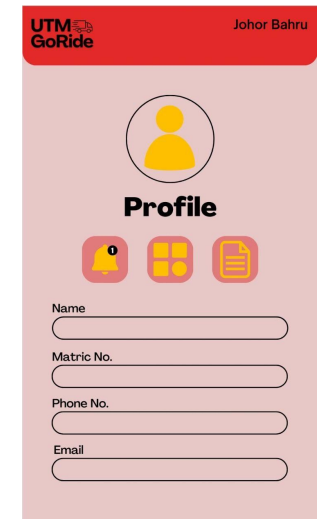 UTM
GoRide
Johor Bahru
Profile
1
Name
Matric No.
Phone No.
Email